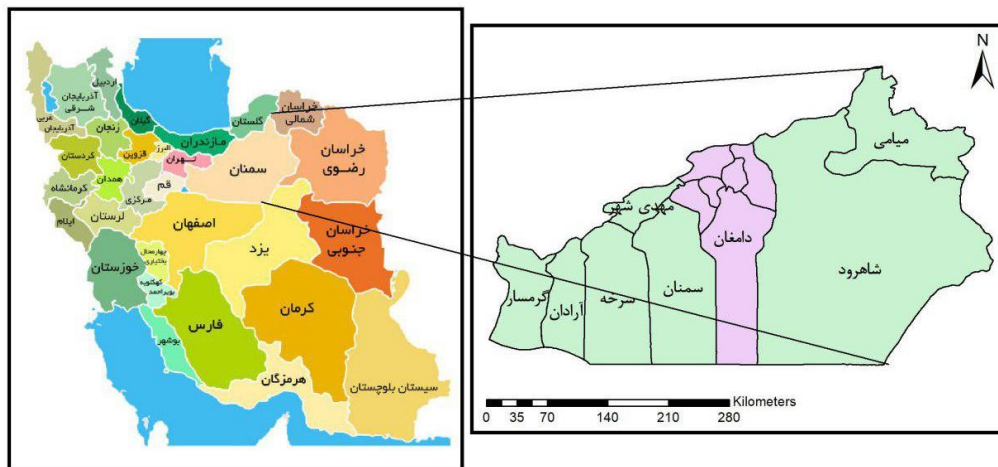 اردبیل
آذربایجان
شرقی
غربی
آذربایجان
گیلان
زنجان
کردستان
قزوین
البرز
مازندران
تهران
گلستان
خراسان
شمالی
خراسان
رضوی
سمنان
همدان
قم
مرکزی
کرمانشاه
لرستان
ایلام
اصفهان
یزد
خراسان
جنوبی
خوزستان
چهارمحال
بختیاری
کهگلویه
بویراحمد
فارس
کرمان
بوشهر
هرمزگان
سیستان بلوچستان
N
میامی
مهدی شهر
دامغان
شاهرود
سمنان
سرخه
آرادان
گرمسار
Kilometers
0 35 70 140 210 280